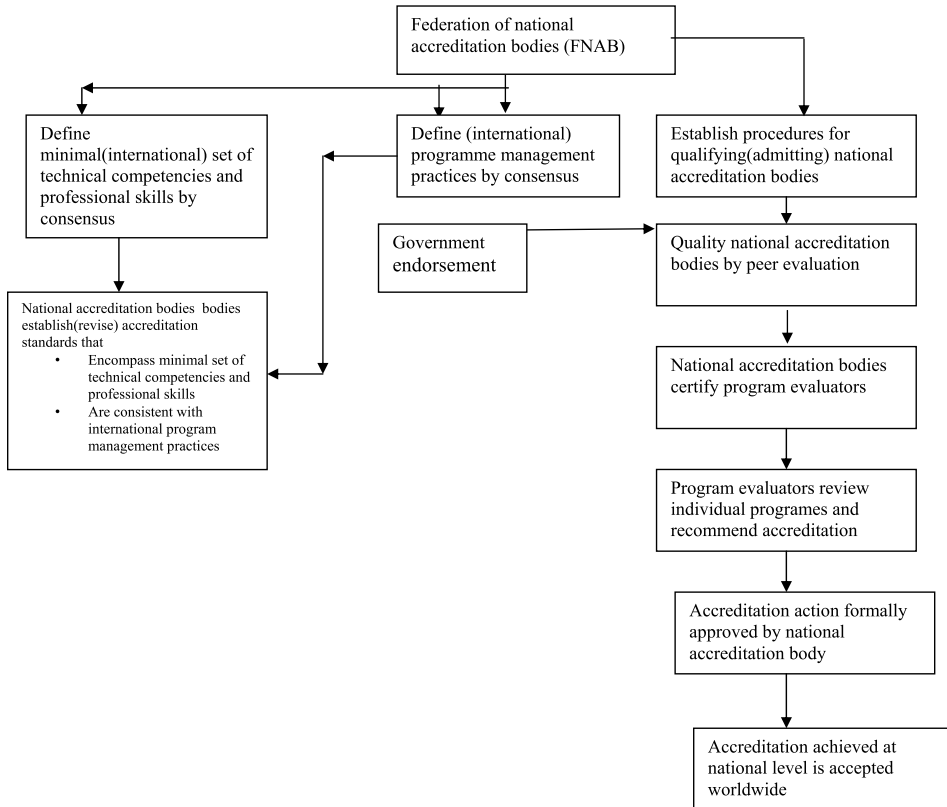 Federation of national
accreditation bodies (FNAB)
Define
minimal(international) set of
technical competencies and
professional skills by
consensus
Define (international)
programme management
practices by consensus
Establish procedures for
qualifying(admitting) national
accreditation bodies
Government
endorsement
Quality national accreditation
bodies by peer evaluation
National accreditation bodies  bodies
establish(revise) accreditation
standards that
• Encompass minimal set of
technical competencies and
professional skills
• Are consistent with
international program
management practices
National accreditation bodies
certify program evaluators
Program evaluators review
individual programes and
recommend accreditation
Accreditation action formally
approved by national
accreditation body
Accreditation achieved at
national level is accepted
worldwide